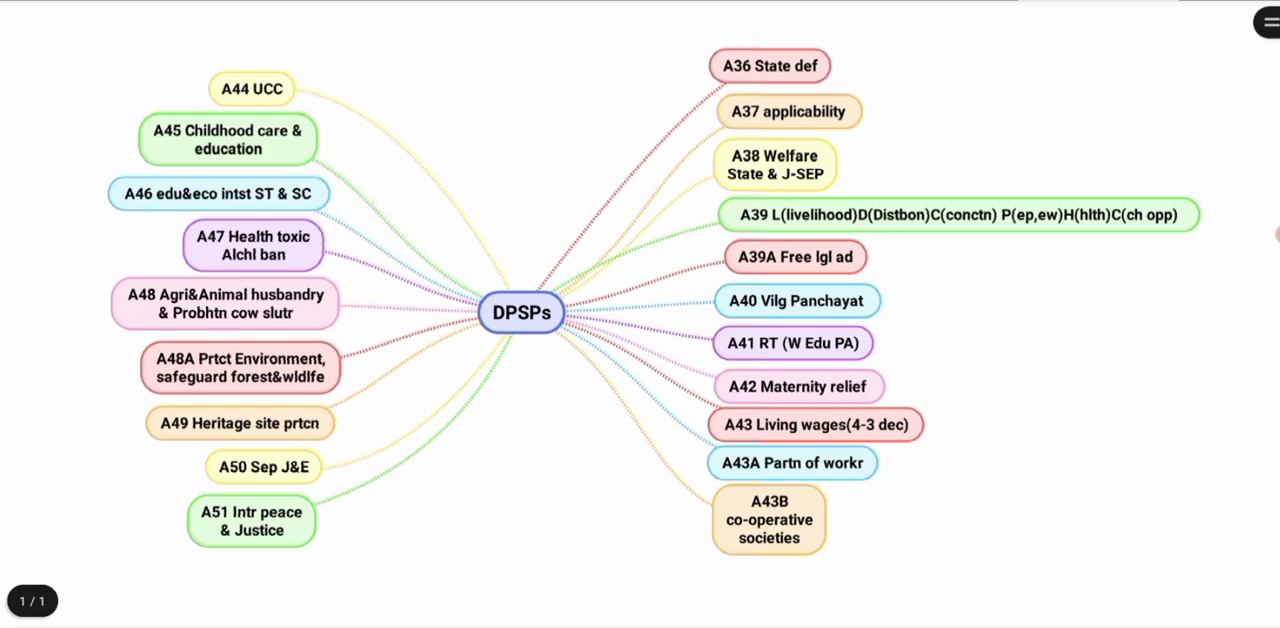 A44 UCC
A45 Childhood care &
education
A46 edu&eco intst ST & SC
A47 Health toxic
Alchl ban
A48 Agri&Animal husbandry
& Probhtn cow slutr
A48A Prtct Environment,
safeguard forest&wldlfe
A49 Heritage site prtcn
A50 Sep J&E
A51 Intr peace
& Justice
DPSPs
A36 State def
A37 applicability
A38 Welfare
State & J-SEP
A39 L(livelihood)D(Distbon)C(conctn) P(ep,ew)H(hlth)C(ch opp)
A39A Free lgl ad
A40 Vilg Panchayat
A41 RT (W Edu PA)
A42 Maternity relief
A43 Living wages(4-3 dec)
A43A Partn of workr
A43B
co-operative
societies
1 / 1